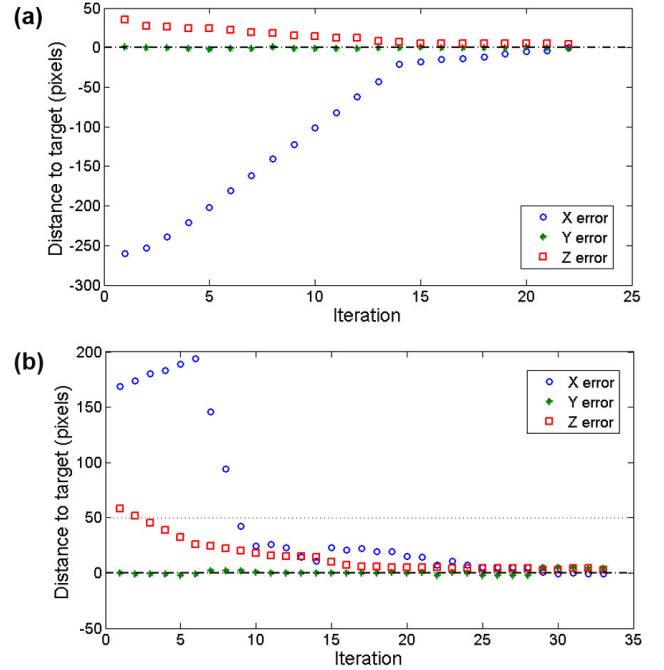 (a)
50
0
-50
-100
-150
-200
-250
-300
Distance to target (pixels)
X error
Y error
Z error
0 5 10 15 20 25
Iteration
(b)
200
150
100
50
0
-50
Distance to target (pixels)
X error
Y error
Z error
0 5 10 15 20 25 30 35
Iteration